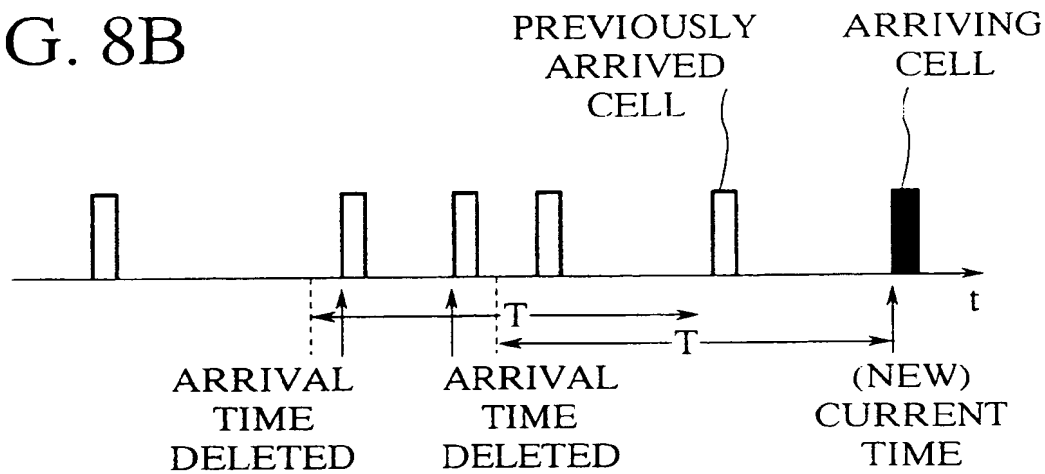 G. 8B
PREVIOUSLY
ARRIVED
CELL
ARRIVING
CELL
t
T
T
ARRIVAL
TIME
DELETED
ARRIVAL
TIME
DELETED
(NEW)
CURRENT
TIME